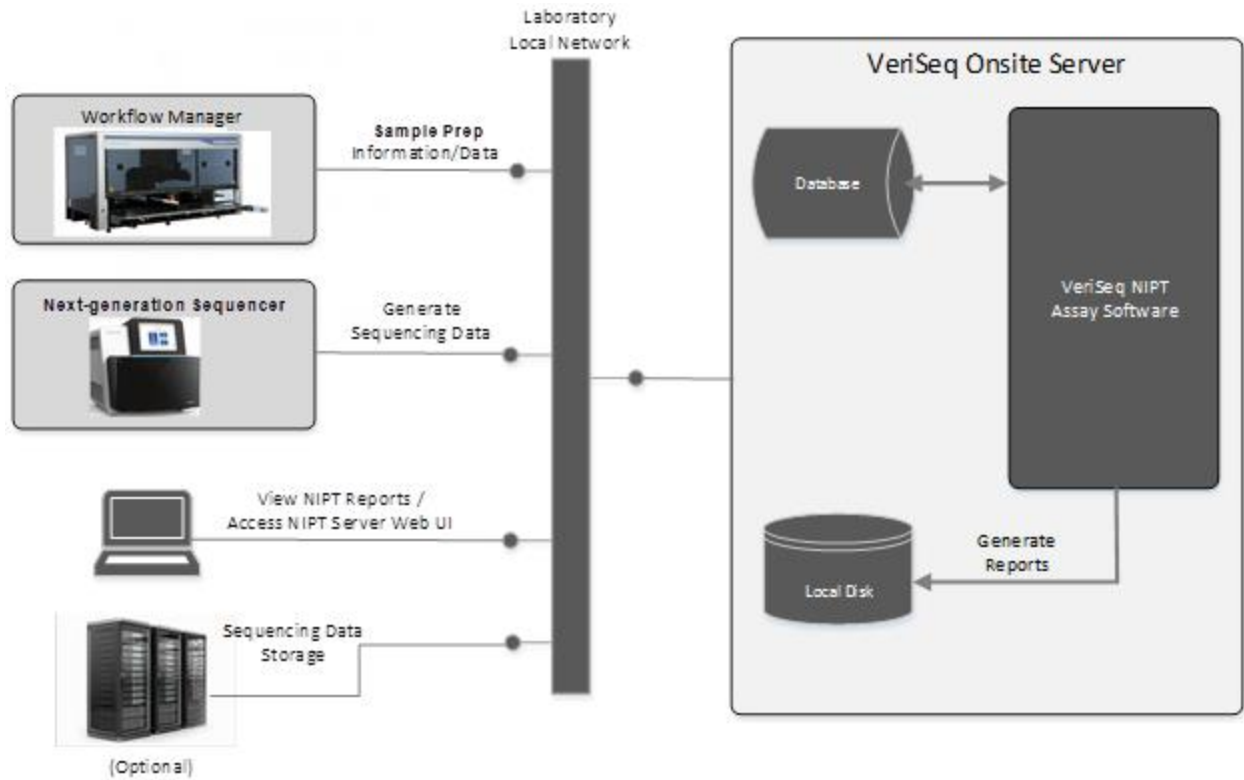 Laboratory
Local Network
VeriSeq Onsite Server
Workflow Manager
Sample Prep
Information/Data
Database
Next-generation Sequencer
Generate
Sequencing Data
VeriSeq NIPT
Assay Software
View NIPT Reports /
Access NIPT Server Web UI
Generate
Reports
Local Disk
Sequencing Data
Storage
(Optional)